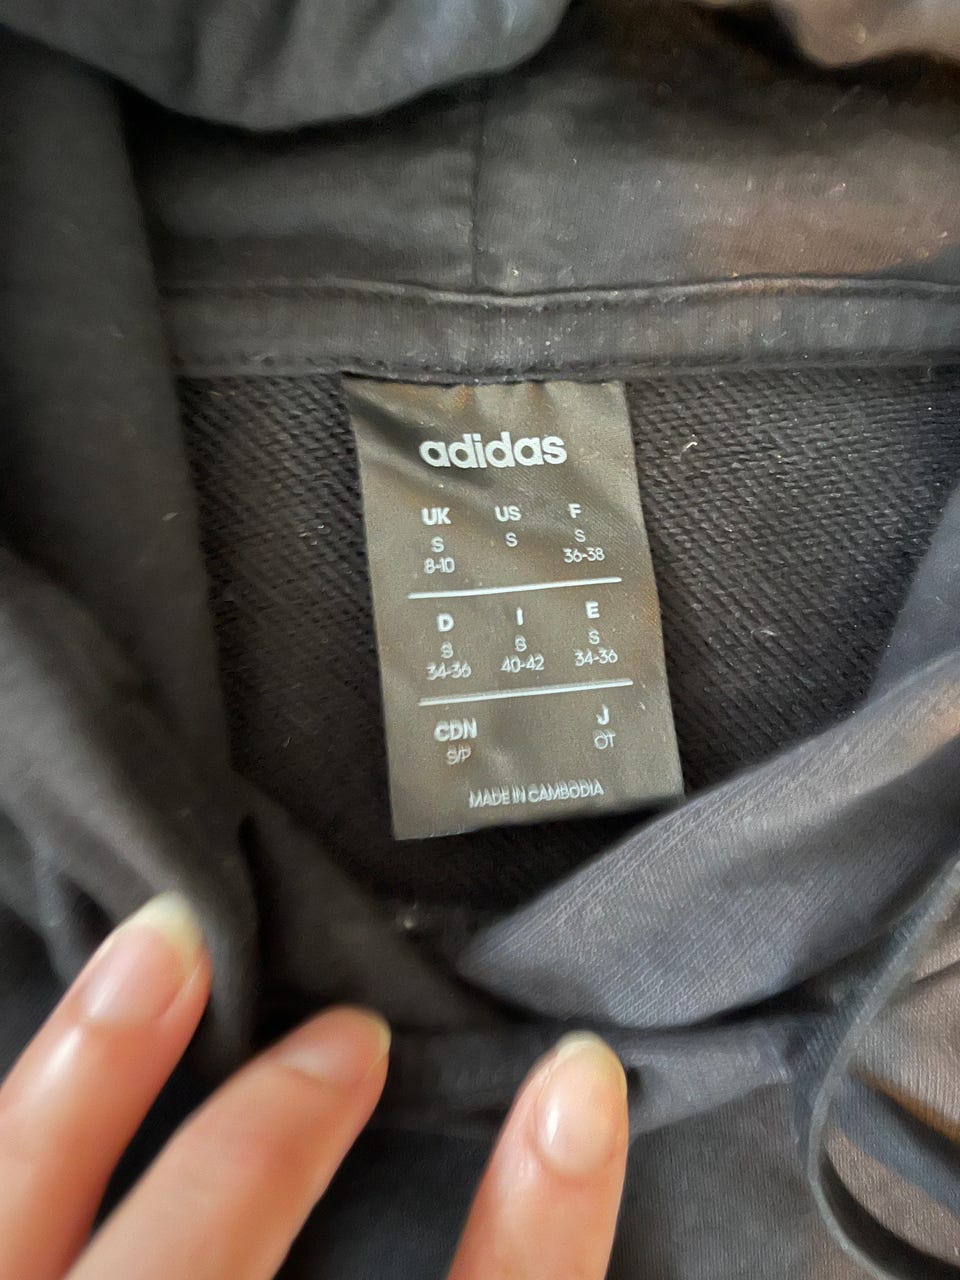 adidas
UK US F
S S S
8-10 36-38
D I E
S S S
34-36 40-42 34-36
CDN J
S/P OT
MADE IN CAMBODIA